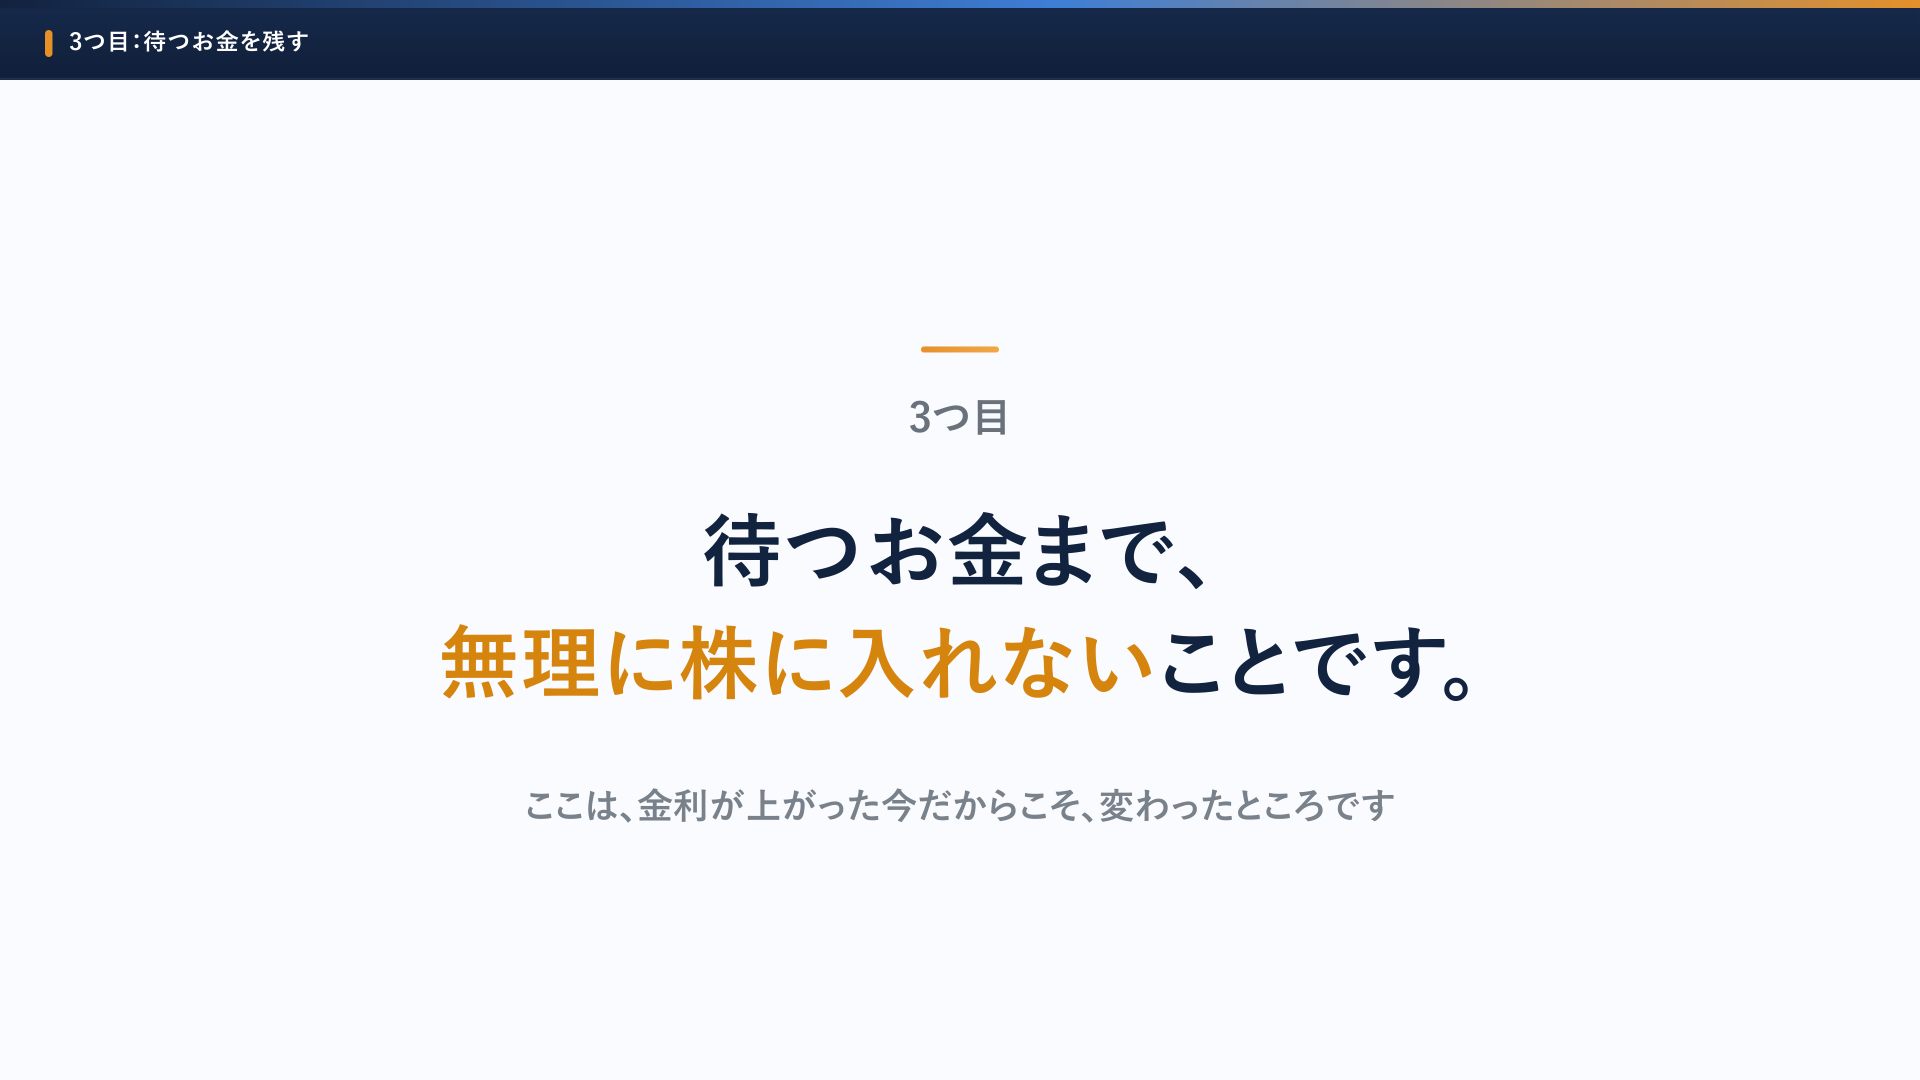 3つ目：待つお金を残す
3つ目
待つお金まで、
無理に株に入れないことです。
ここは、金利が上がった今だからこそ、変わったところです